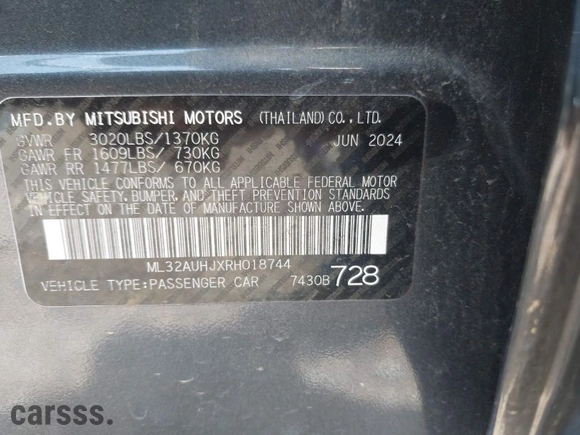 MFD.BY MITSUBISHI MOTORS (THAILAND)CO.,LTD.
GVWR 3020LBS/1370KG JUN 2024
GAWR FR 1609LBS/ 730KG
GAWR RR 1477LBS/ 670KG
THIS VEHICLE CONFORMS TO ALL APPLICABLE FEDERAL MOTOR
VEHICLE SAFETY, BUMPER, AND THEFT PREVENTION STANDARDS
IN EFFECT ON THE DATE OF MANUFACTURE SHOWN ABOVE.
ML32AUHJXRH018744
VEHICLE TYPE:PASSENGER CAR 7430B 728
carsss.